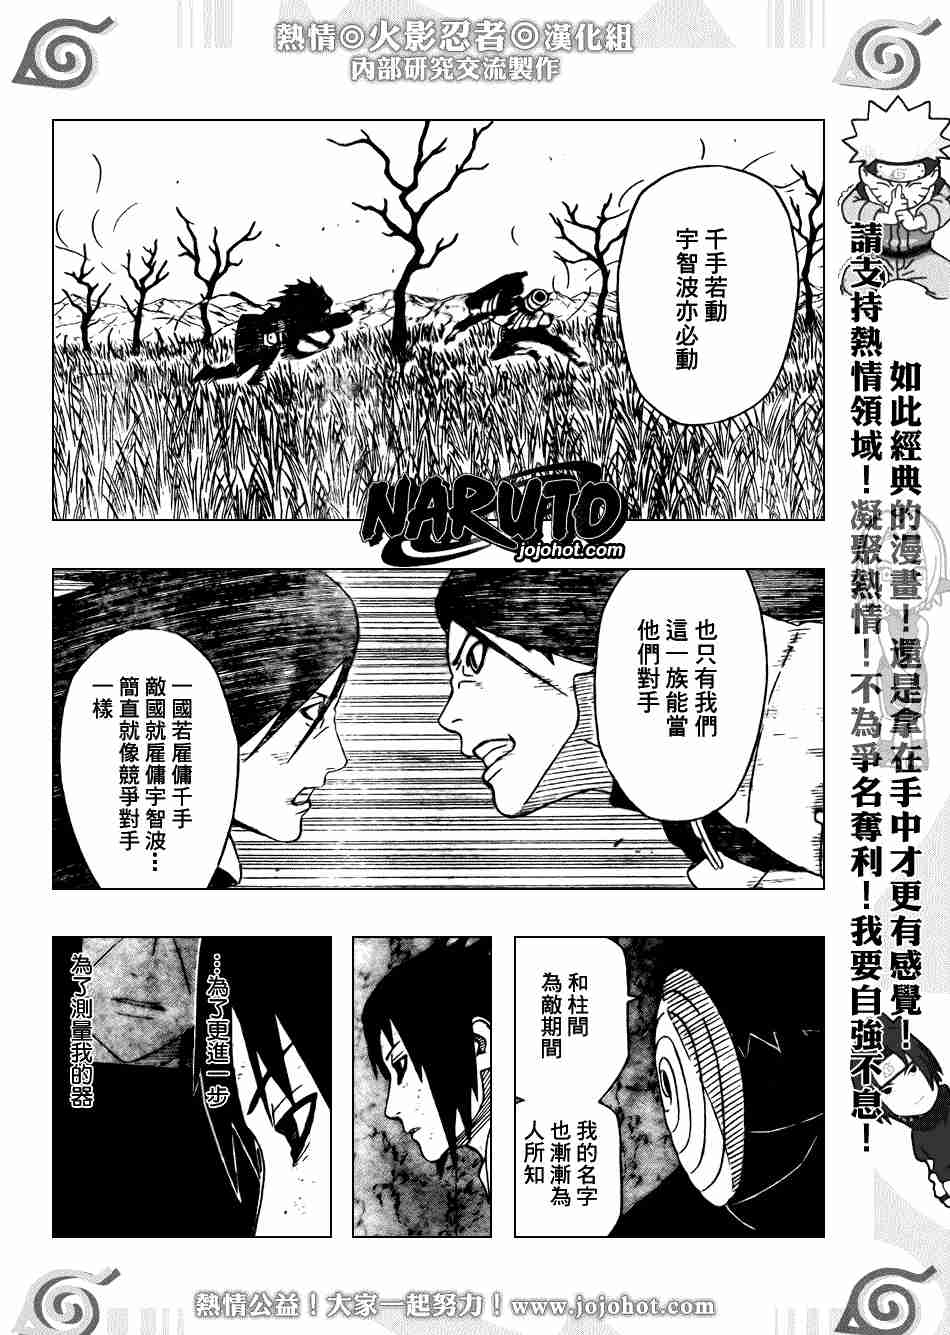 熱情◎火影忍者◎漢化組
內部研究交流製作
千手若動
宇智波亦必動
NARUTO
jojohot.com
也只有我們
這一族能當
他們對手
一國若雇傭千手
敵國就雇傭宇智波…
簡直就像競爭對手
一樣
和柱間
為敵期間
我的名字
也漸漸為
人所知
…為了更進一步
為了測量我的器
如此經典的漫畫！還是拿在手中才更有感覺！
請支持熱情領域！凝聚熱情！不為爭名奪利！我要自強不息！
熱情公益！大家一起努力！www.jojohot.com